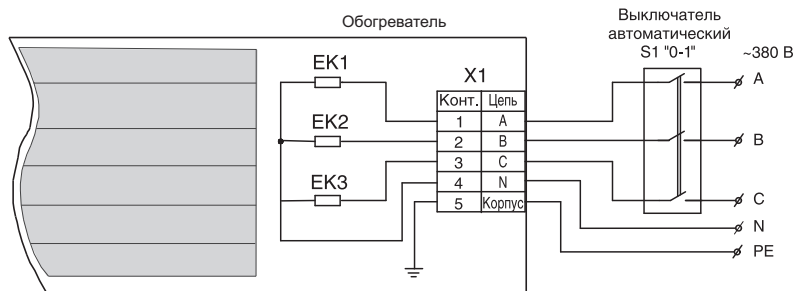 Обогреватель
Выключатель
автоматический
S1 "0-1"
~380 В
EK1
EK2
EK3
X1
Конт. Цепь
1 A
2 B
3 C
4 N
5 Корпус
A
B
C
N
PE